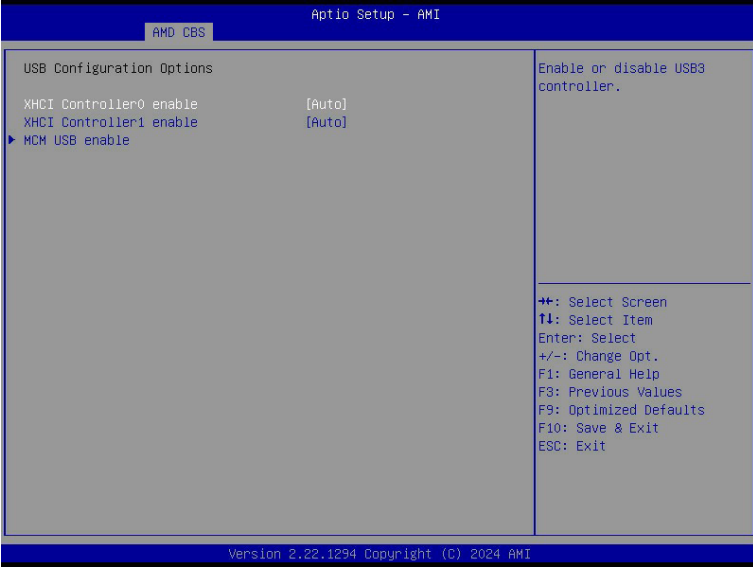 Aptio Setup - AMI
AMD CBS
USB Configuration Options
XHCI Controller0 enable [Auto]
XHCI Controller1 enable [Auto]
MCM USB enable
Enable or disable USB3
controller.
→←: Select Screen
↑↓: Select Item
Enter: Select
+/-: Change Opt.
F1: General Help
F3: Previous Values
F9: Optimized Defaults
F10: Save & Exit
ESC: Exit
Version 2.22.1294 Copyright (C) 2024 AMI